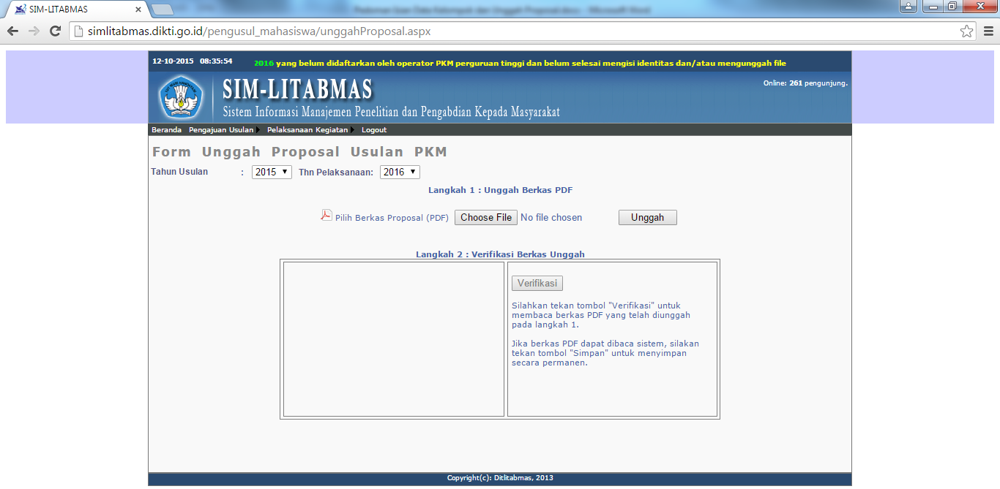 SIM-LITABMAS
Pedoman Isian Data Kelompok dan Unggah Proposal.docx - Microsoft Word
simlitabmas.dikti.go.id/pengusul_mahasiswa/unggahProposal.aspx
12-10-2015 08:35:54
2016 yang belum didaftarkan oleh operator PKM perguruan tinggi dan belum selesai mengisi identitas dan/atau mengunggah file
SIM-LITABMAS
Sistem Informasi Manajemen Penelitian dan Pengabdian Kepada Masyarakat
Online: 261 pengunjung.
TUT WURI HANDAYANI
Beranda Pengajuan Usulan Pelaksanaan Kegiatan Logout
Form Unggah Proposal Usulan PKM
Tahun Usulan : 2015 Thn Pelaksanaan: 2016
Langkah 1 : Unggah Berkas PDF
Pilih Berkas Proposal (PDF) Choose File No file chosen Unggah
Langkah 2 : Verifikasi Berkas Unggah
Verifikasi
Silahkan tekan tombol "Verifikasi" untuk
membaca berkas PDF yang telah diunggah
pada langkah 1.
Jika berkas PDF dapat dibaca sistem, silakan
tekan tombol "Simpan" untuk menyimpan
secara permanen.
Copyright(c): Ditlitabmas, 2013